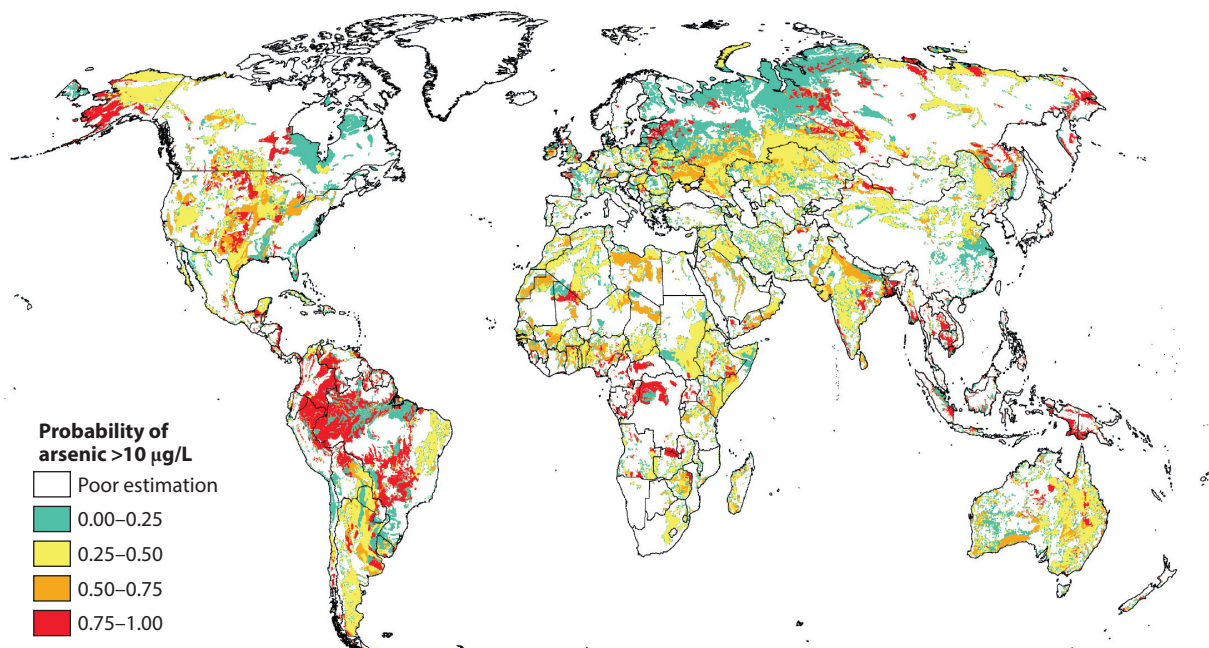 Probability of
arsenic >10 μg/L
Poor estimation
0.00–0.25
0.25–0.50
0.50–0.75
0.75–1.00